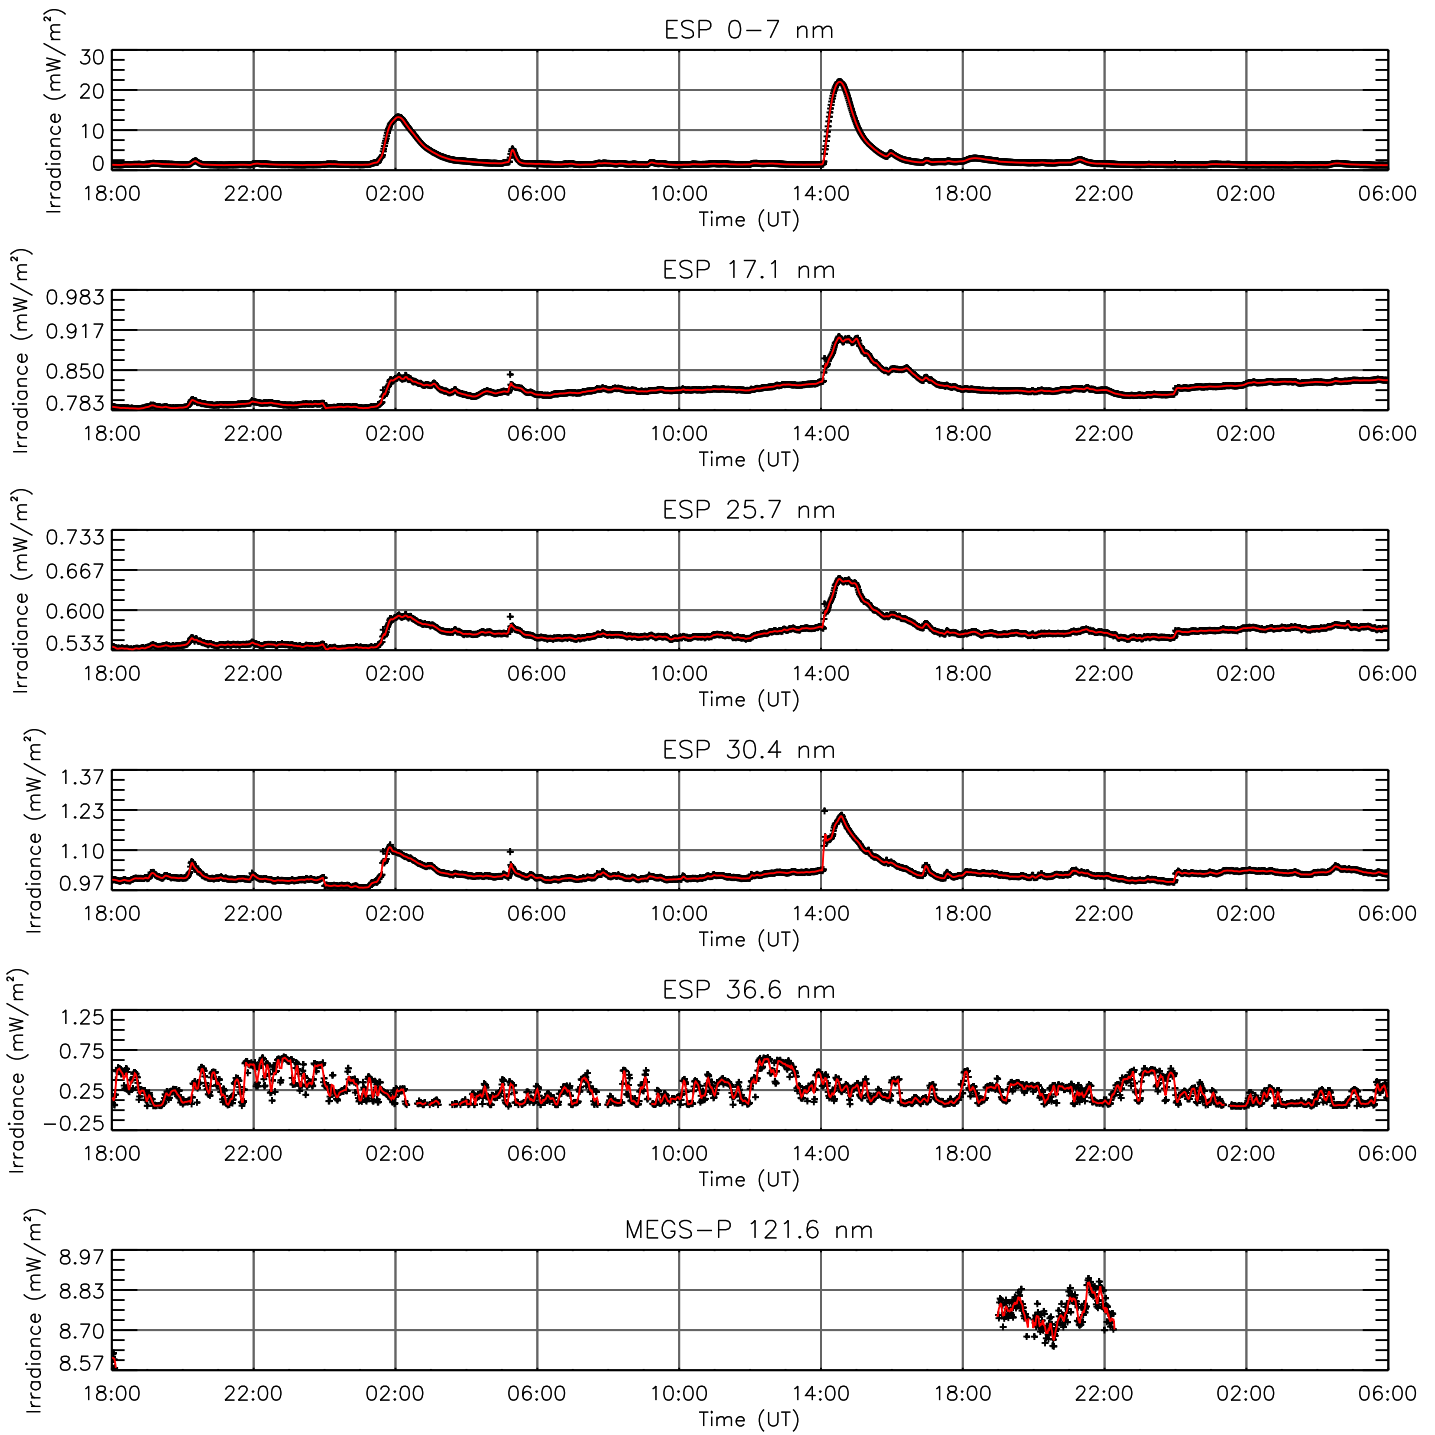 ESP 0-7 nm
Irradiance (mW/m²)
30
20
10
0
18:00 22:00 02:00 06:00 10:00 14:00 18:00 22:00 02:00 06:00
Time (UT)
ESP 17.1 nm
Irradiance (mW/m²)
0.983
0.917
0.850
0.783
18:00 22:00 02:00 06:00 10:00 14:00 18:00 22:00 02:00 06:00
Time (UT)
ESP 25.7 nm
Irradiance (mW/m²)
0.733
0.667
0.600
0.533
18:00 22:00 02:00 06:00 10:00 14:00 18:00 22:00 02:00 06:00
Time (UT)
ESP 30.4 nm
Irradiance (mW/m²)
1.37
1.23
1.10
0.97
18:00 22:00 02:00 06:00 10:00 14:00 18:00 22:00 02:00 06:00
Time (UT)
ESP 36.6 nm
Irradiance (mW/m²)
1.25
0.75
0.25
-0.25
18:00 22:00 02:00 06:00 10:00 14:00 18:00 22:00 02:00 06:00
Time (UT)
MEGS-P 121.6 nm
Irradiance (mW/m²)
8.97
8.83
8.70
8.57
18:00 22:00 02:00 06:00 10:00 14:00 18:00 22:00 02:00 06:00
Time (UT)